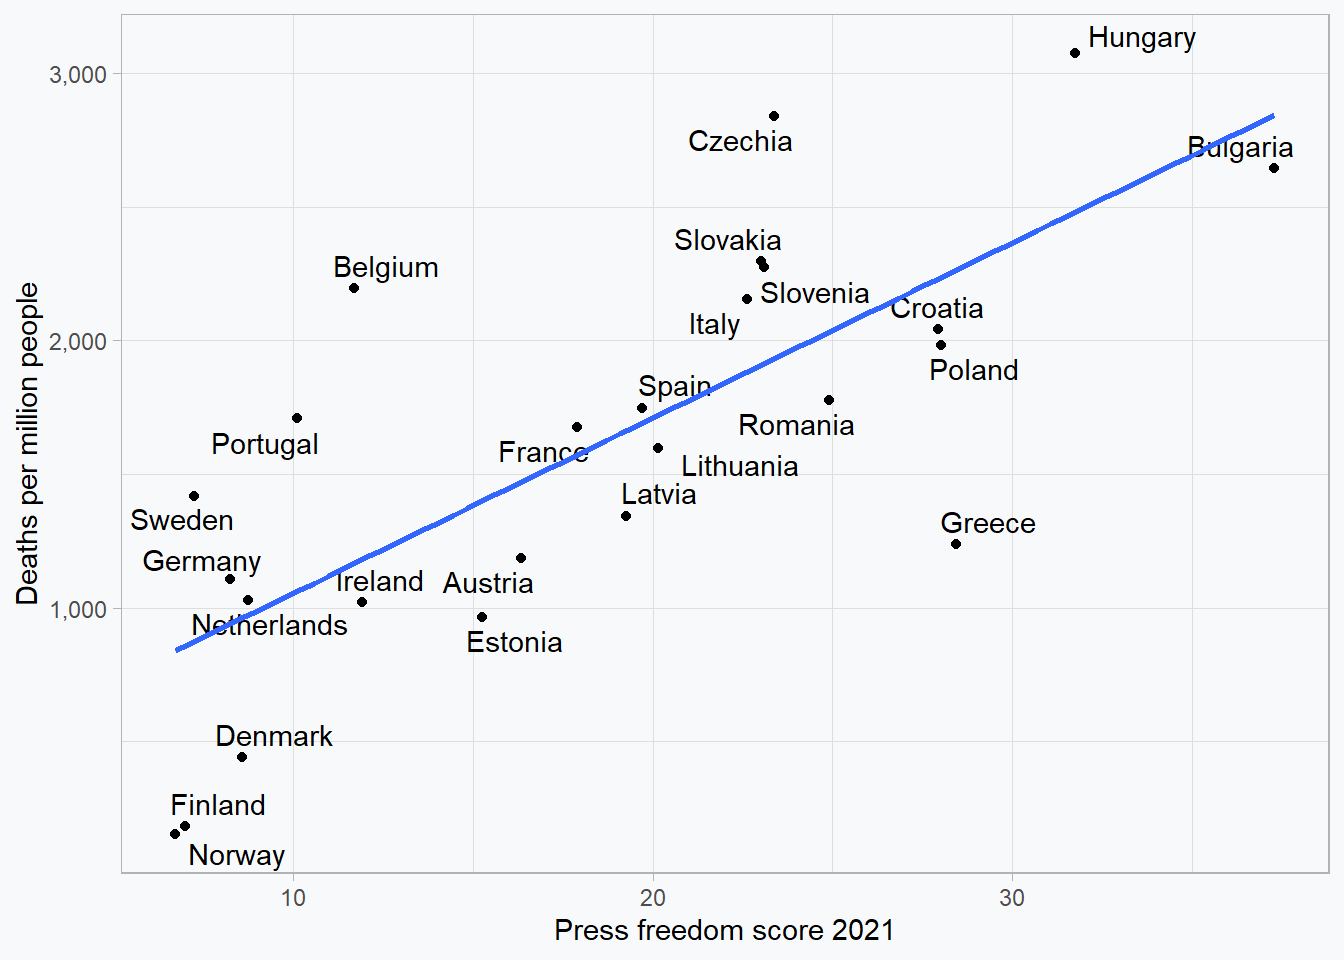 Hungary
3,000
Czechia
Bulgaria
Slovakia
Belgium
Slovenia
Croatia
Italy
2,000
Poland
Spain
Romania
Portugal
France
Lithuania
Latvia
Sweden
Greece
Germany
Ireland
Austria
1,000
Netherlands
Estonia
Denmark
Finland
Norway
Deaths per million people
10
20
30
Press freedom score 2021